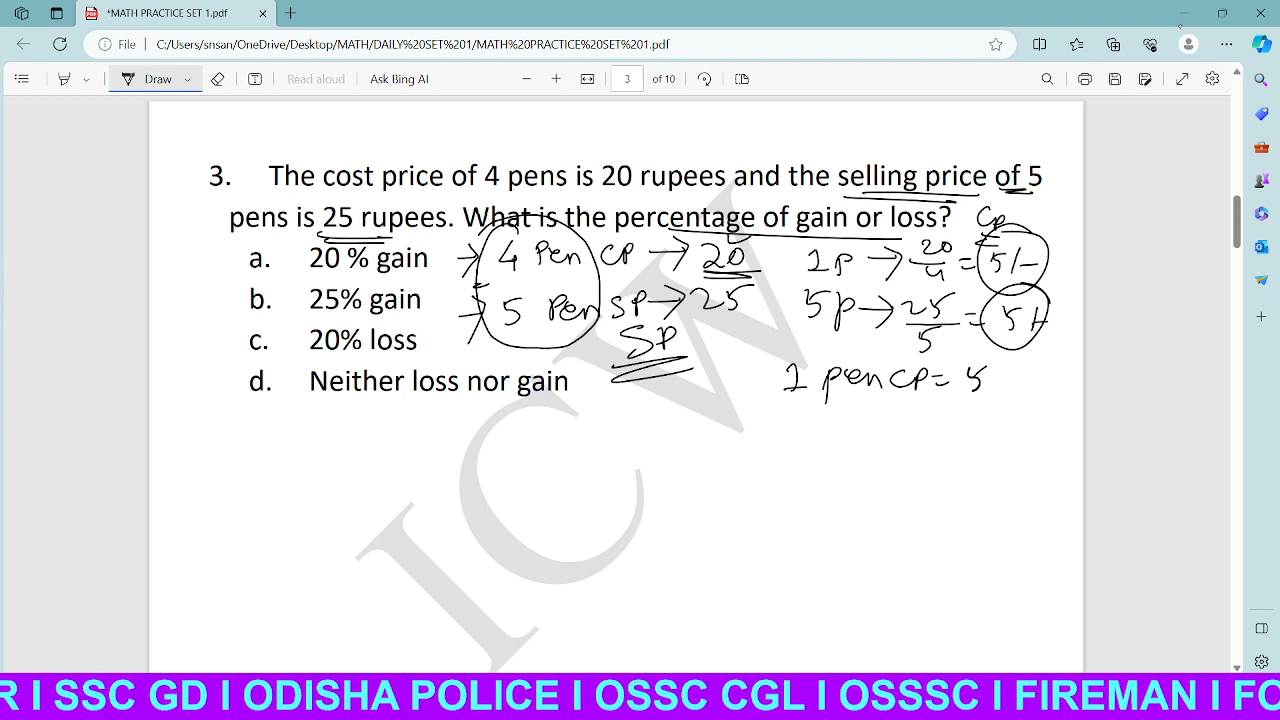 *MATH PRACTICE SET 1.pdf
File C:/Users/snsan/OneDrive/Desktop/MATH/DAILY%20SET%201/MATH%20PRACTICE%20SET%201.pdf
Draw Read aloud Ask Bing AI 3 of 10
3. The cost price of 4 pens is 20 rupees and the selling price of 5
pens is 25 rupees. What is the percentage of gain or loss?
CP
a. 20 % gain
4 Pen CP → 20
1P → 20/4 = 5/-
b. 25% gain
5 Pen SP → 25
5P → 25/5 = 5/-
c. 20% loss
SP
d. Neither loss nor gain
1 pen CP = 5
ICW
R I SSC GD I ODISHA POLICE I OSSC CGL I OSSSC I FIREMAN I FO